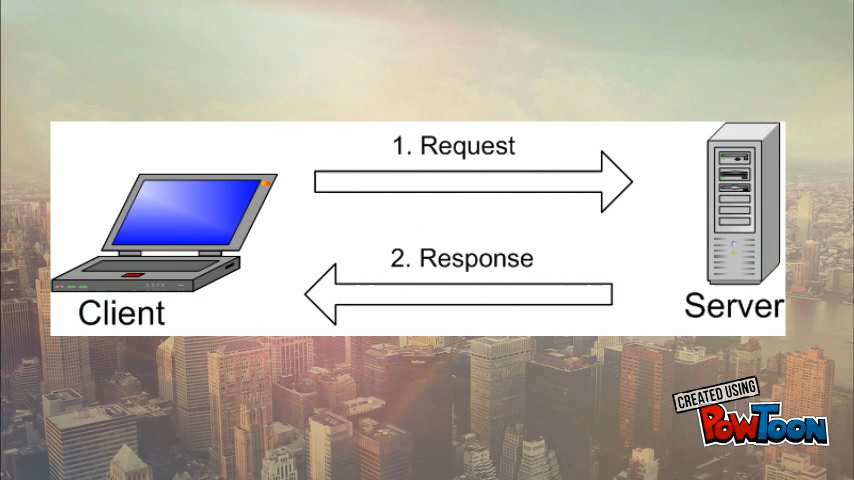 1. Request
2. Response
Client
Server
CREATED USING
POWTOON